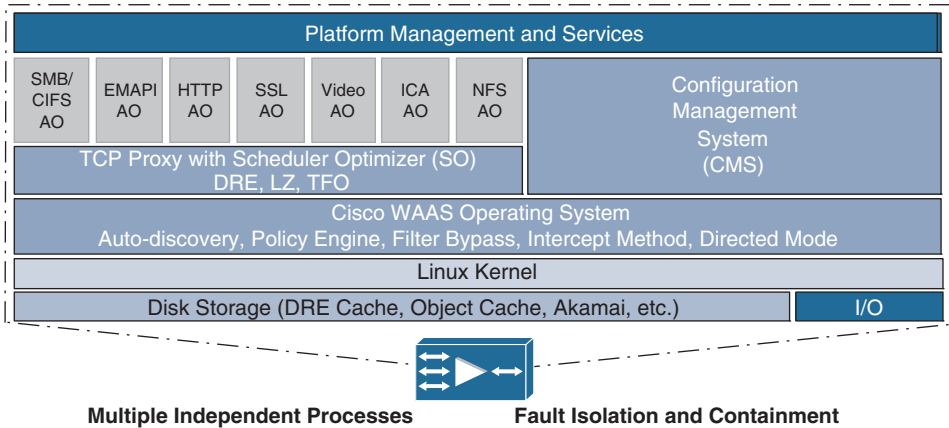 Platform Management and Services
SMB/
CIFS
AO
EMAPI
AO
HTTP
AO
SSL
AO
Video
AO
ICA
AO
NFS
AO
Configuration
Management
System
(CMS)
TCP Proxy with Scheduler Optimizer (SO)
DRE, LZ, TFO
Cisco WAAS Operating System
Auto-discovery, Policy Engine, Filter Bypass, Intercept Method, Directed Mode
Linux Kernel
Disk Storage (DRE Cache, Object Cache, Akamai, etc.)
I/O
Multiple Independent Processes
Fault Isolation and Containment